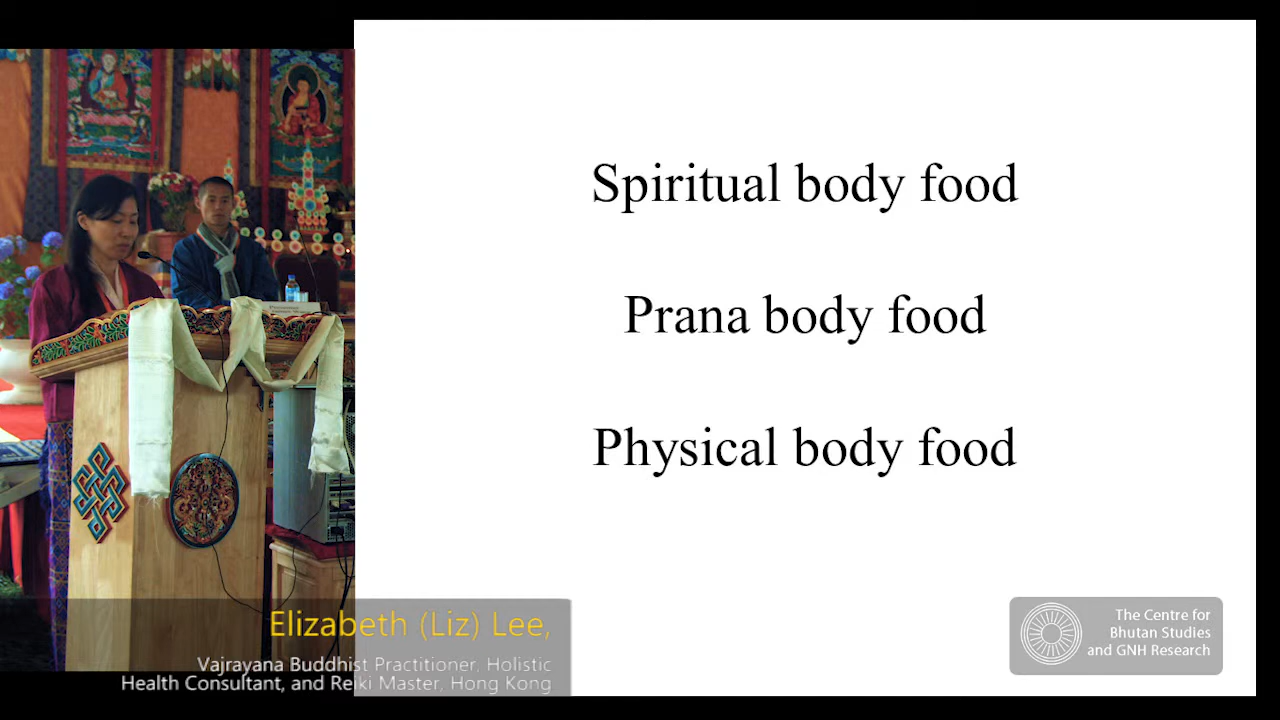 Spiritual body food
Prana body food
Physical body food
Elizabeth (Liz) Lee,
Vajrayana Buddhist Practitioner, Holistic
Health Consultant, and Reiki Master, Hong Kong
The Centre for
Bhutan Studies
and GNH Research